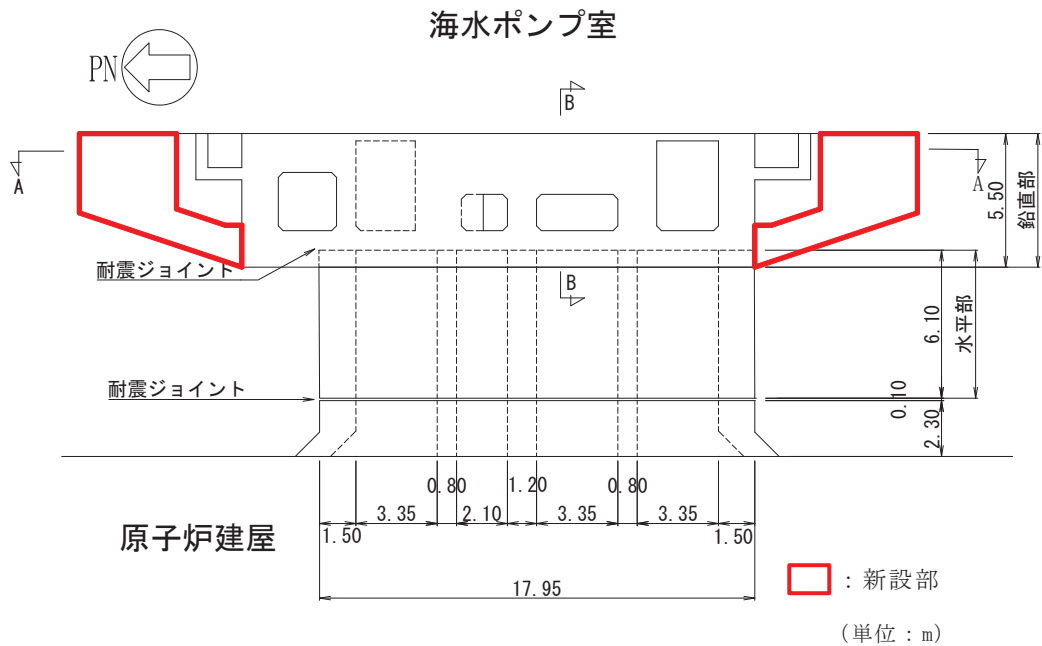 海水ポンプ室
PN
B
A
A
5.50
鉛直部
耐震ジョイント
B
6.10
水平部
耐震ジョイント
0.10
2.30
0.80
1.20
0.80
3.35
2.10
3.35
3.35
1.50
1.50
原子炉建屋
17.95
：新設部
（単位：m）